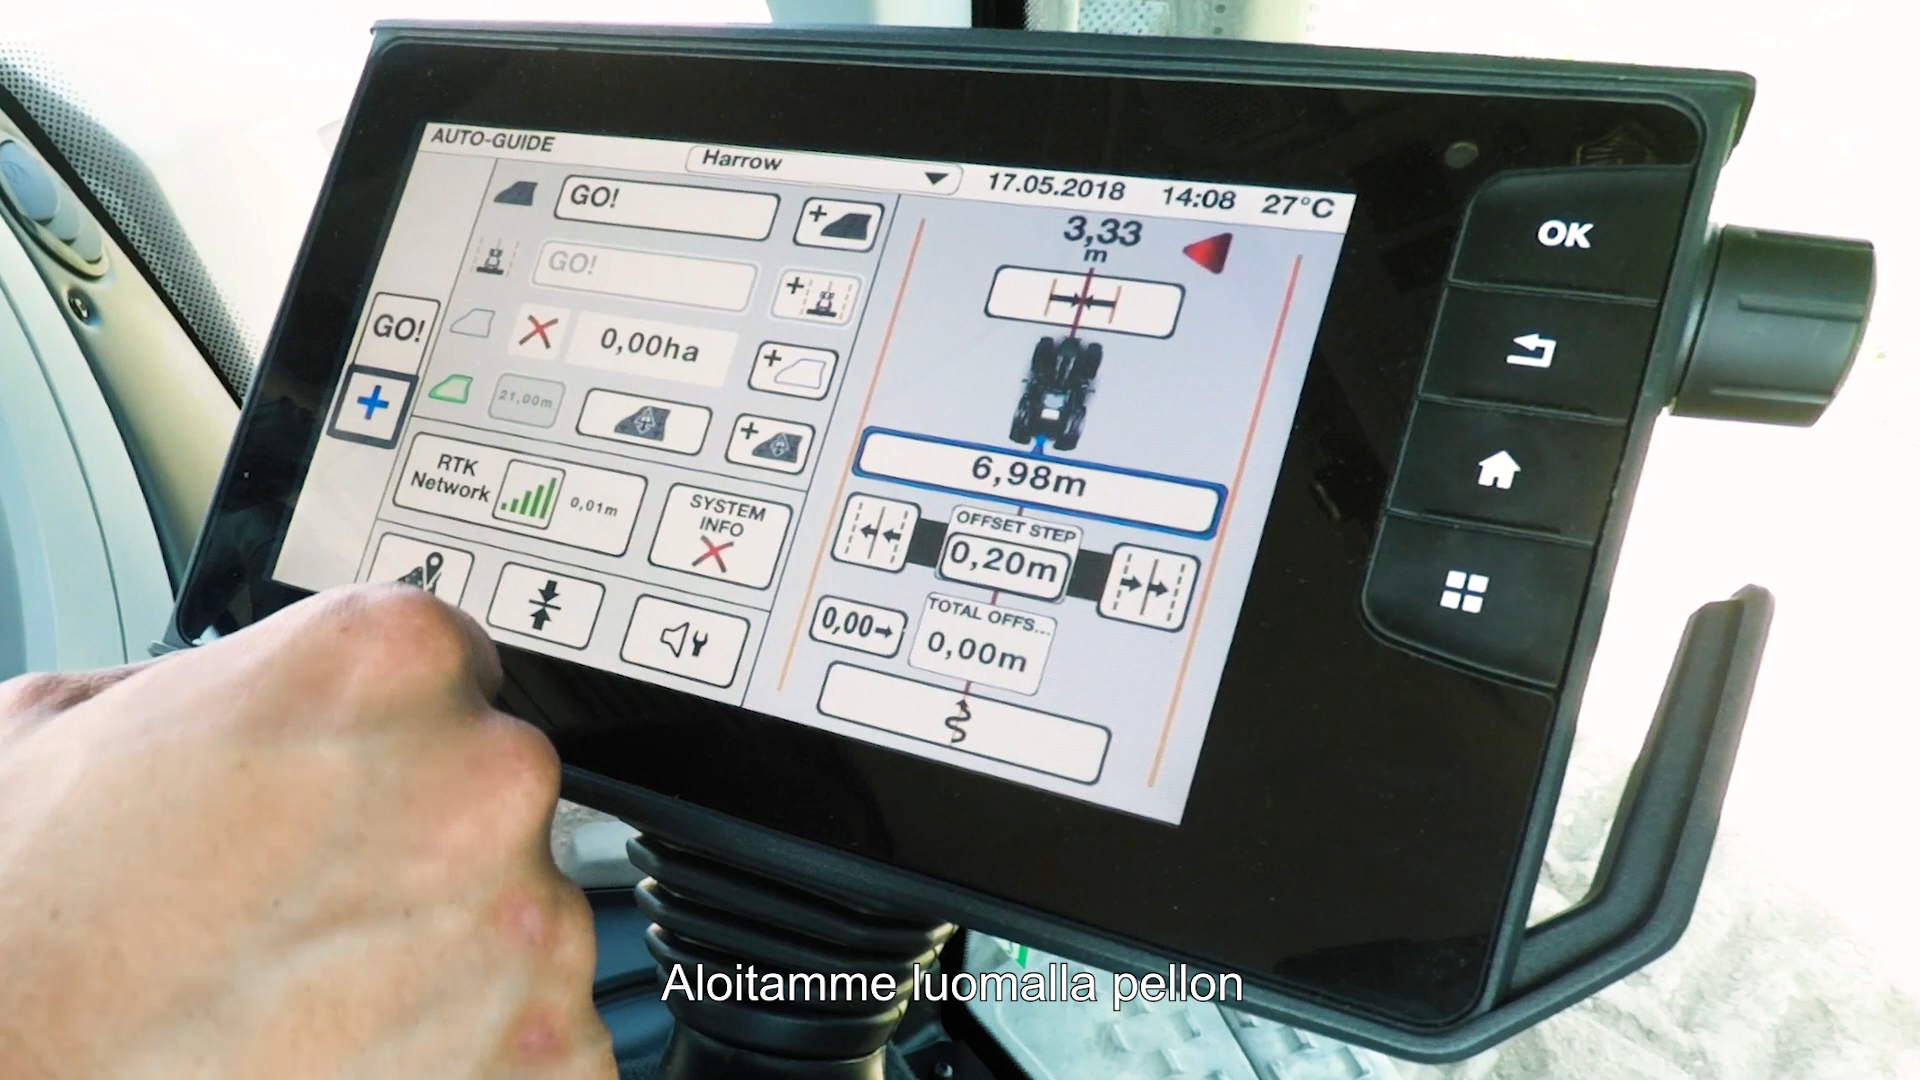 AUTO-GUIDE
Harrow
17.05.2018 14:08 27°C
GO!
GO!
GO!
0,00ha
21,00m
RTK
Network
0,01m
SYSTEM
INFO
3,33
m
6,98m
OFFSET STEP
0,20m
0,00
TOTAL OFFS...
0,00m
OK
Aloitamme luomalla pellon